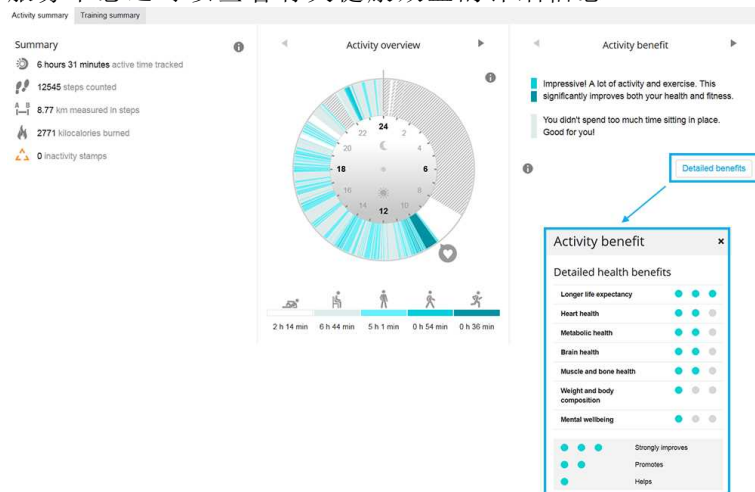 Activity summary Training summary
Summary
6 hours 31 minutes active time tracked
12545 steps counted
A B
8.77 km measured in steps
2771 kilocalories burned
0 inactivity stamps
Activity overview
24
22 2
20 4
18 6
16 8
14 10
12
2 h 14 min 6 h 44 min 5 h 1 min 0 h 54 min 0 h 36 min
Activity benefit
Impressive! A lot of activity and exercise. This
significantly improves both your health and fitness.
You didn't spend too much time sitting in place.
Good for you!
Detailed benefits
Activity benefit ×
Detailed health benefits
Longer life expectancy
Heart health
Metabolic health
Brain health
Muscle and bone health
Weight and body
composition
Mental wellbeing
Strongly improves
Promotes
Helps